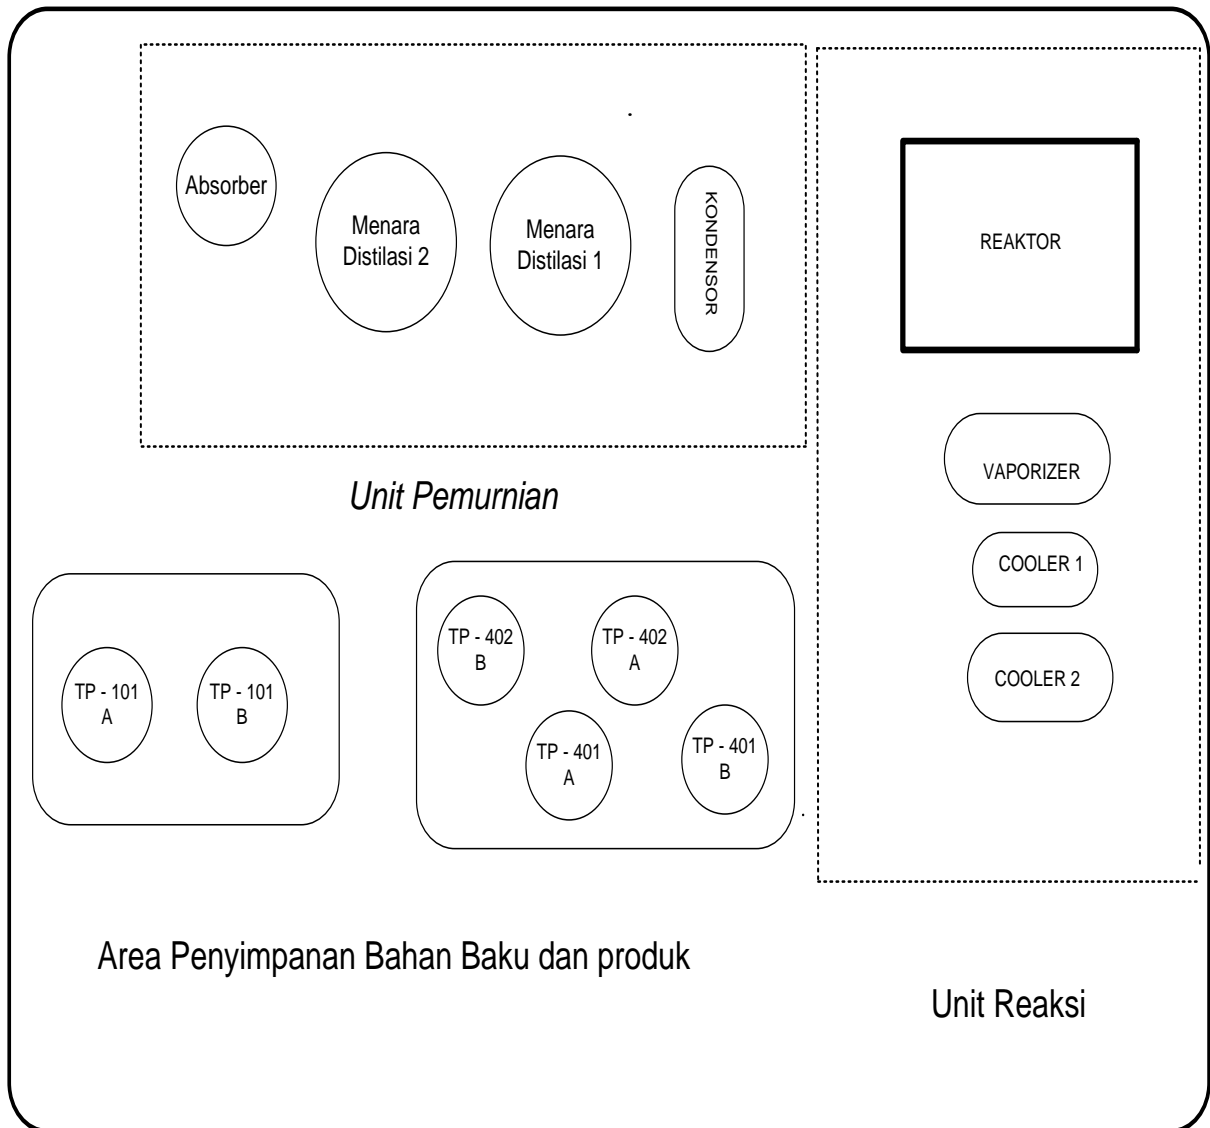 Absorber
Menara
Distilasi 2
Menara
Distilasi 1
KONDENSOR
REAKTOR
VAPORIZER
COOLER 1
COOLER 2
Unit Pemurnian
TP - 101
A
TP - 101
B
TP - 402
B
TP - 402
A
TP - 401
A
TP - 401
B
Area Penyimpanan Bahan Baku dan produk
Unit Reaksi